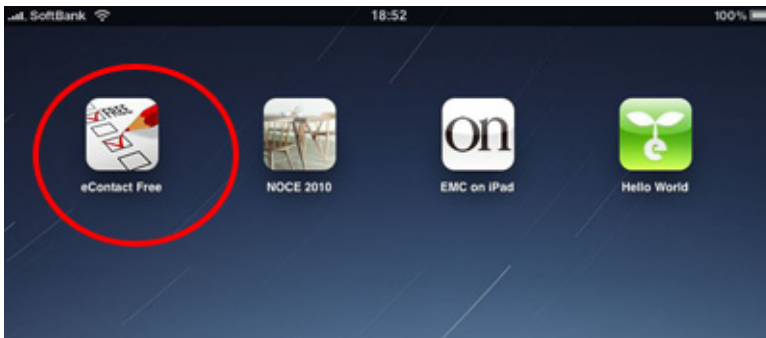 SoftBank 18:52 100%
FREE
on
e
eContact Free NOCE 2010 EMC on iPad Hello World